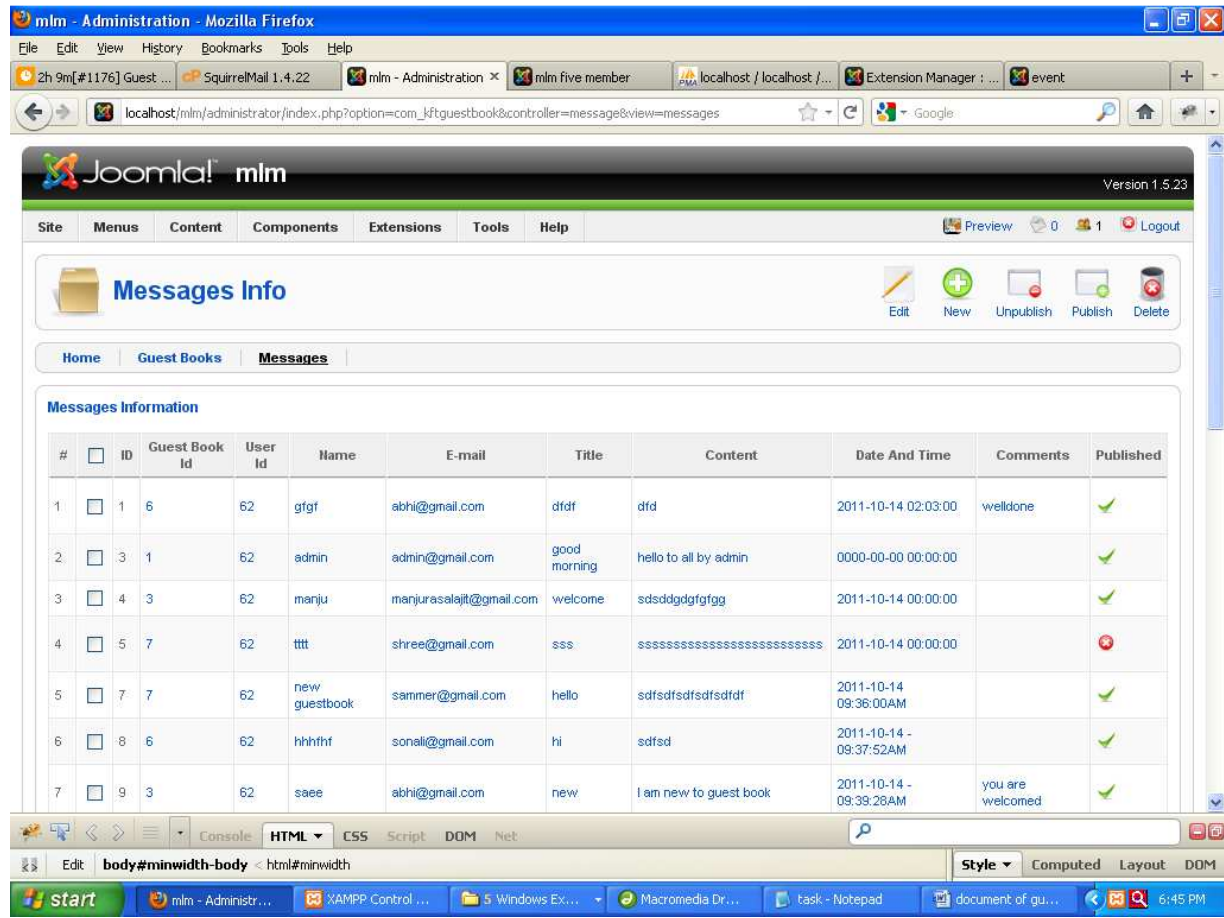 mlm - Administration - Mozilla Firefox
File Edit View History Bookmarks Tools Help
2h 9m[#1176] Guest ... SquirrelMail 1.4.22 mlm - Administration mlm five member localhost / localhost /... Extension Manager : ... event
localhost/mlm/administrator/index.php?option=com_kftguestbook&controller=message&view=messages Google
Joomla! mlm
Version 1.5.23
Site Menus Content Components Extensions Tools Help Preview 0 1 Logout
Messages Info
Edit New Unpublish Publish Delete
Home Guest Books Messages
Messages Information
# ID Guest Book Id User Id Name E-mail Title Content Date And Time Comments Published
1 1 6 62 gfgf abhi@gmail.com dfdf dfd 2011-10-14 02:03:00 welldone
2 3 1 62 admin admin@gmail.com good morning hello to all by admin 0000-00-00 00:00:00
3 4 3 62 manju manjurasalajit@gmail.com welcome sdsddgdgfgfgg 2011-10-14 00:00:00
4 5 7 62 tttt shree@gmail.com sss ssssssssssssssssssssssssss 2011-10-14 00:00:00
5 7 7 62 new guestbook sammer@gmail.com hello sdfsdfsdfsdfsdfdf 2011-10-14 09:36:00AM
6 8 6 62 hhhfhf sonali@gmail.com hi sdfsd 2011-10-14 - 09:37:52AM
7 9 3 62 saee abhi@gmail.com new I am new to guest book 2011-10-14 - 09:39:28AM you are welcomed
Console HTML CSS Script DOM Net
Edit body#minwidth-body < html#minwidth Style Computed Layout DOM
start mlm - Administr... XAMPP Control ... 5 Windows Ex... Macromedia Dr... task - Notepad document of gu... 6:45 PM